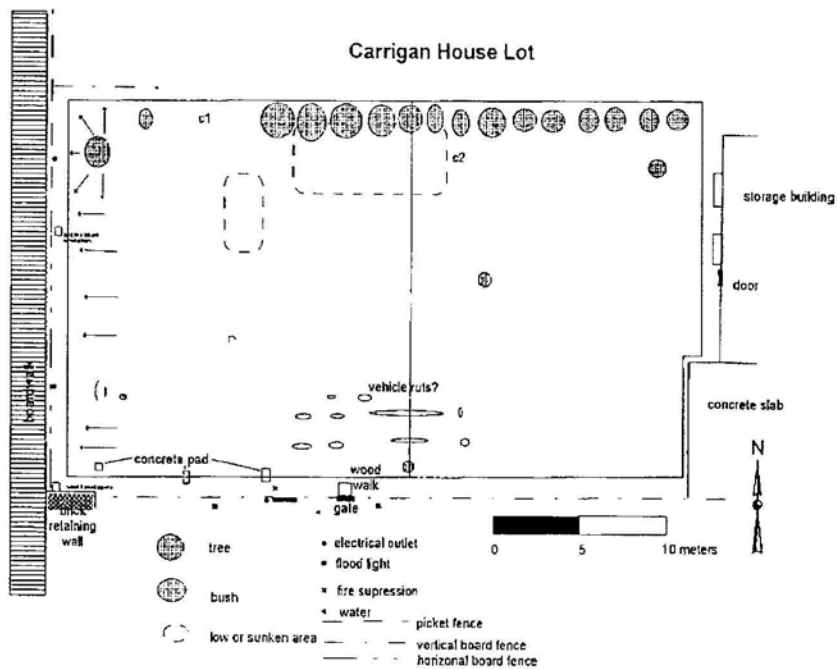 Carrigan House Lot
c1
c2
storage building
door
boardwalk
vehicle ruts?
concrete slab
concrete pad
wood
walk
gate
N
retaining
wall
tree
bush
low or sunken area
electrical outlet
flood light
fire supression
water
picket fence
vertical board fence
horizonal board fence
0 5 10 meters